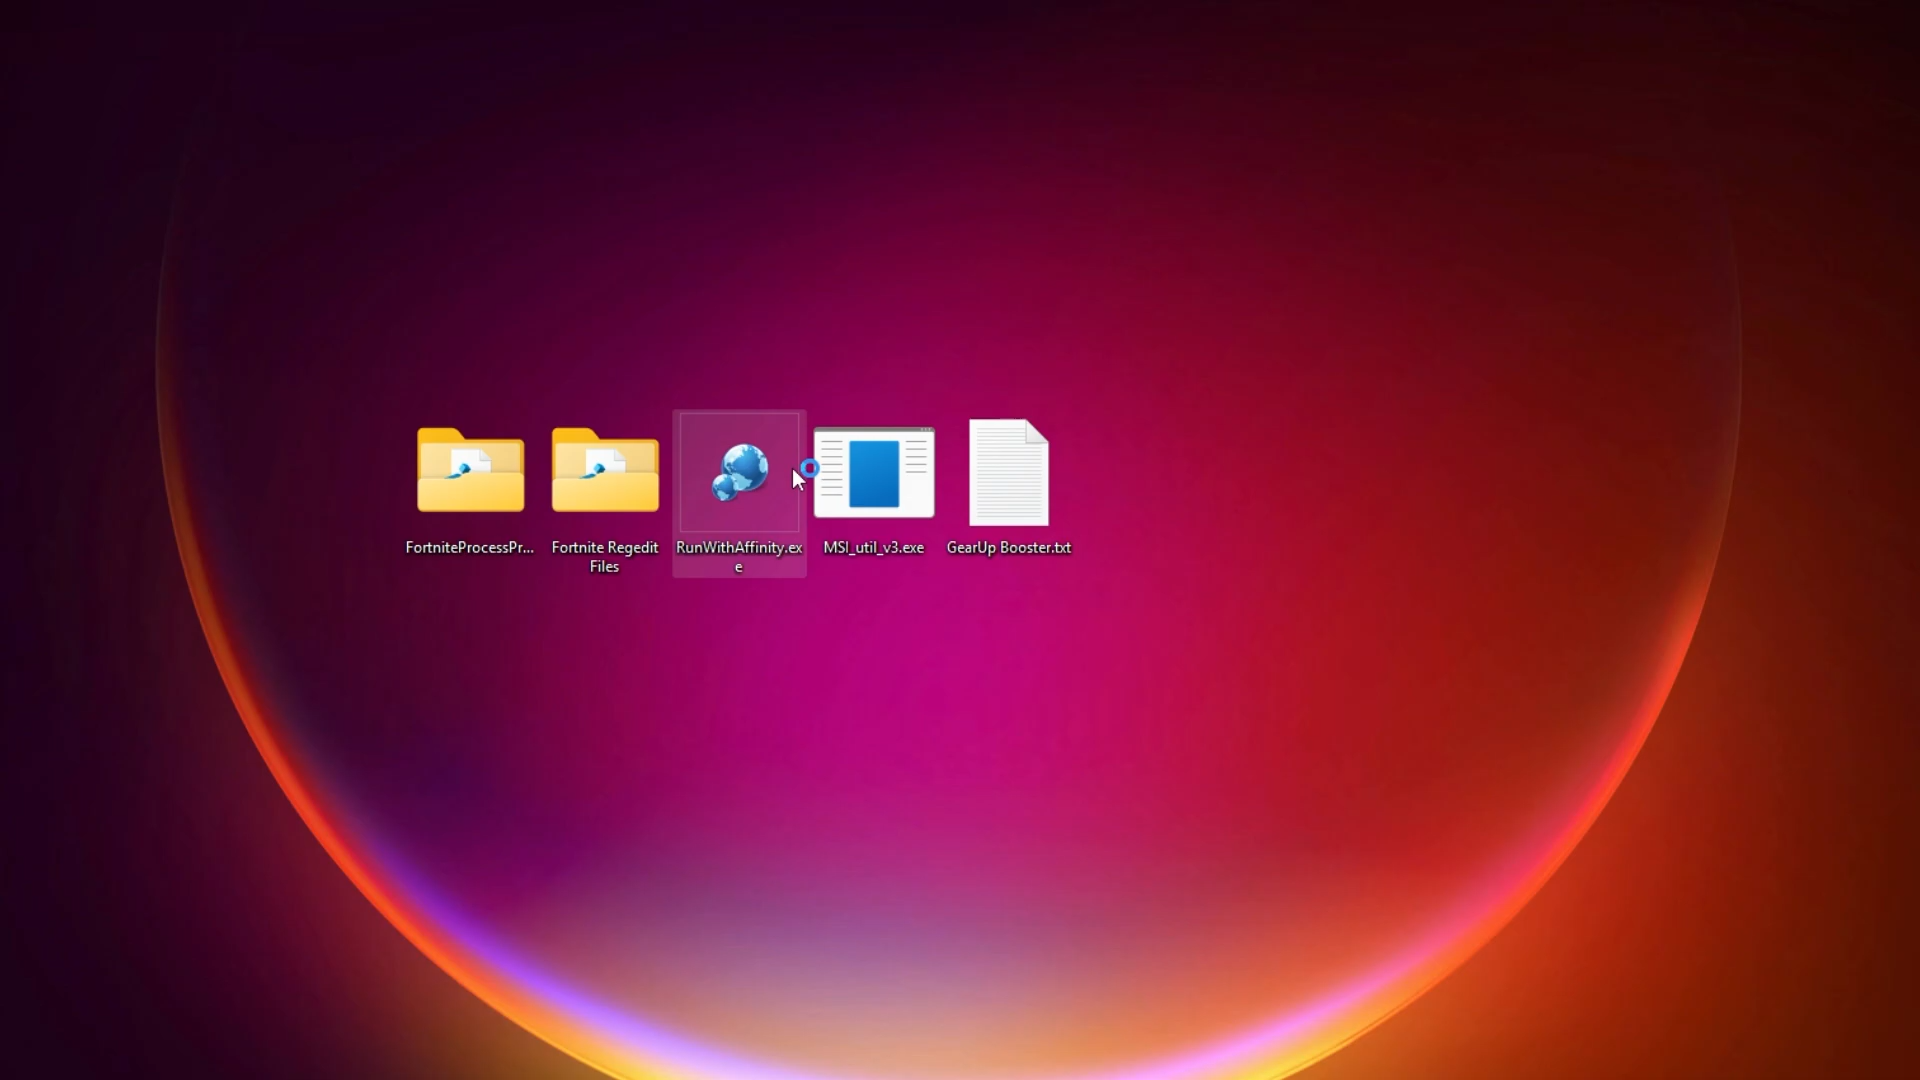 FortniteProcessPr...
Fortnite Regedit
Files
RunWithAffinity.ex
e
MSI_util_v3.exe
GearUp Booster.txt